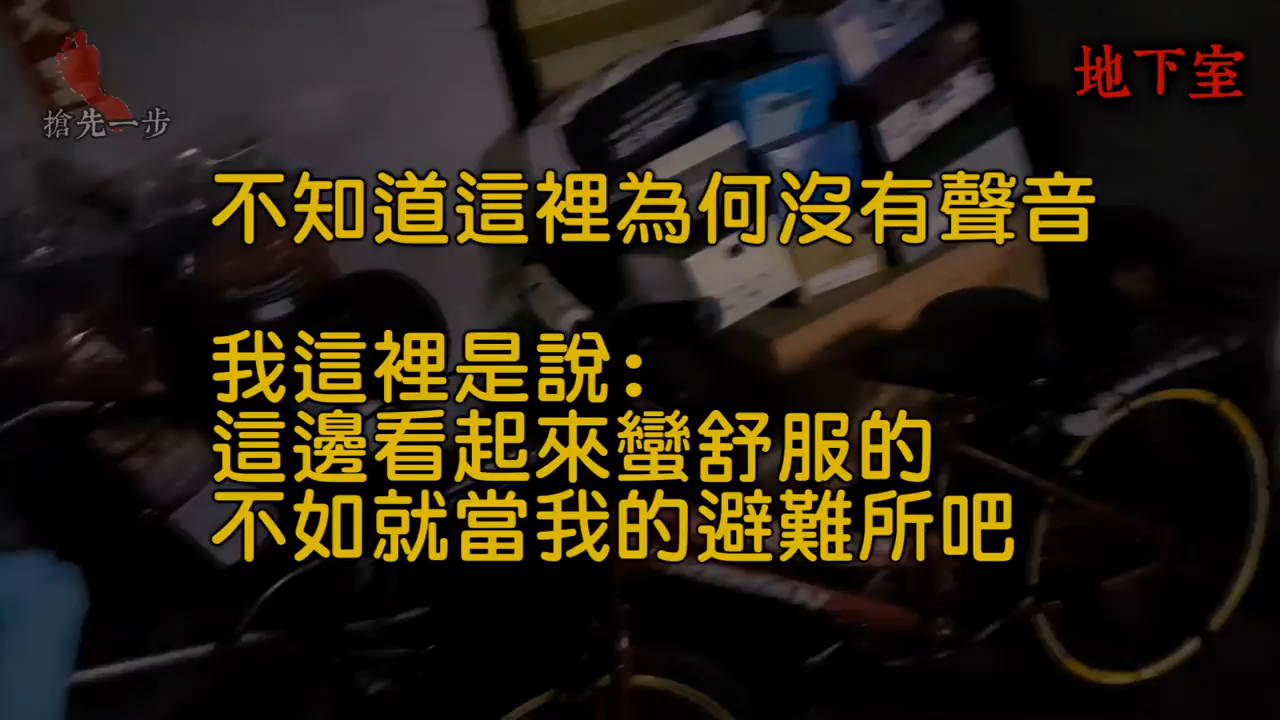 搶先一步
地下室
不知道這裡為何沒有聲音
我這裡是說：
這邊看起來蠻舒服的
不如就當我的避難所吧